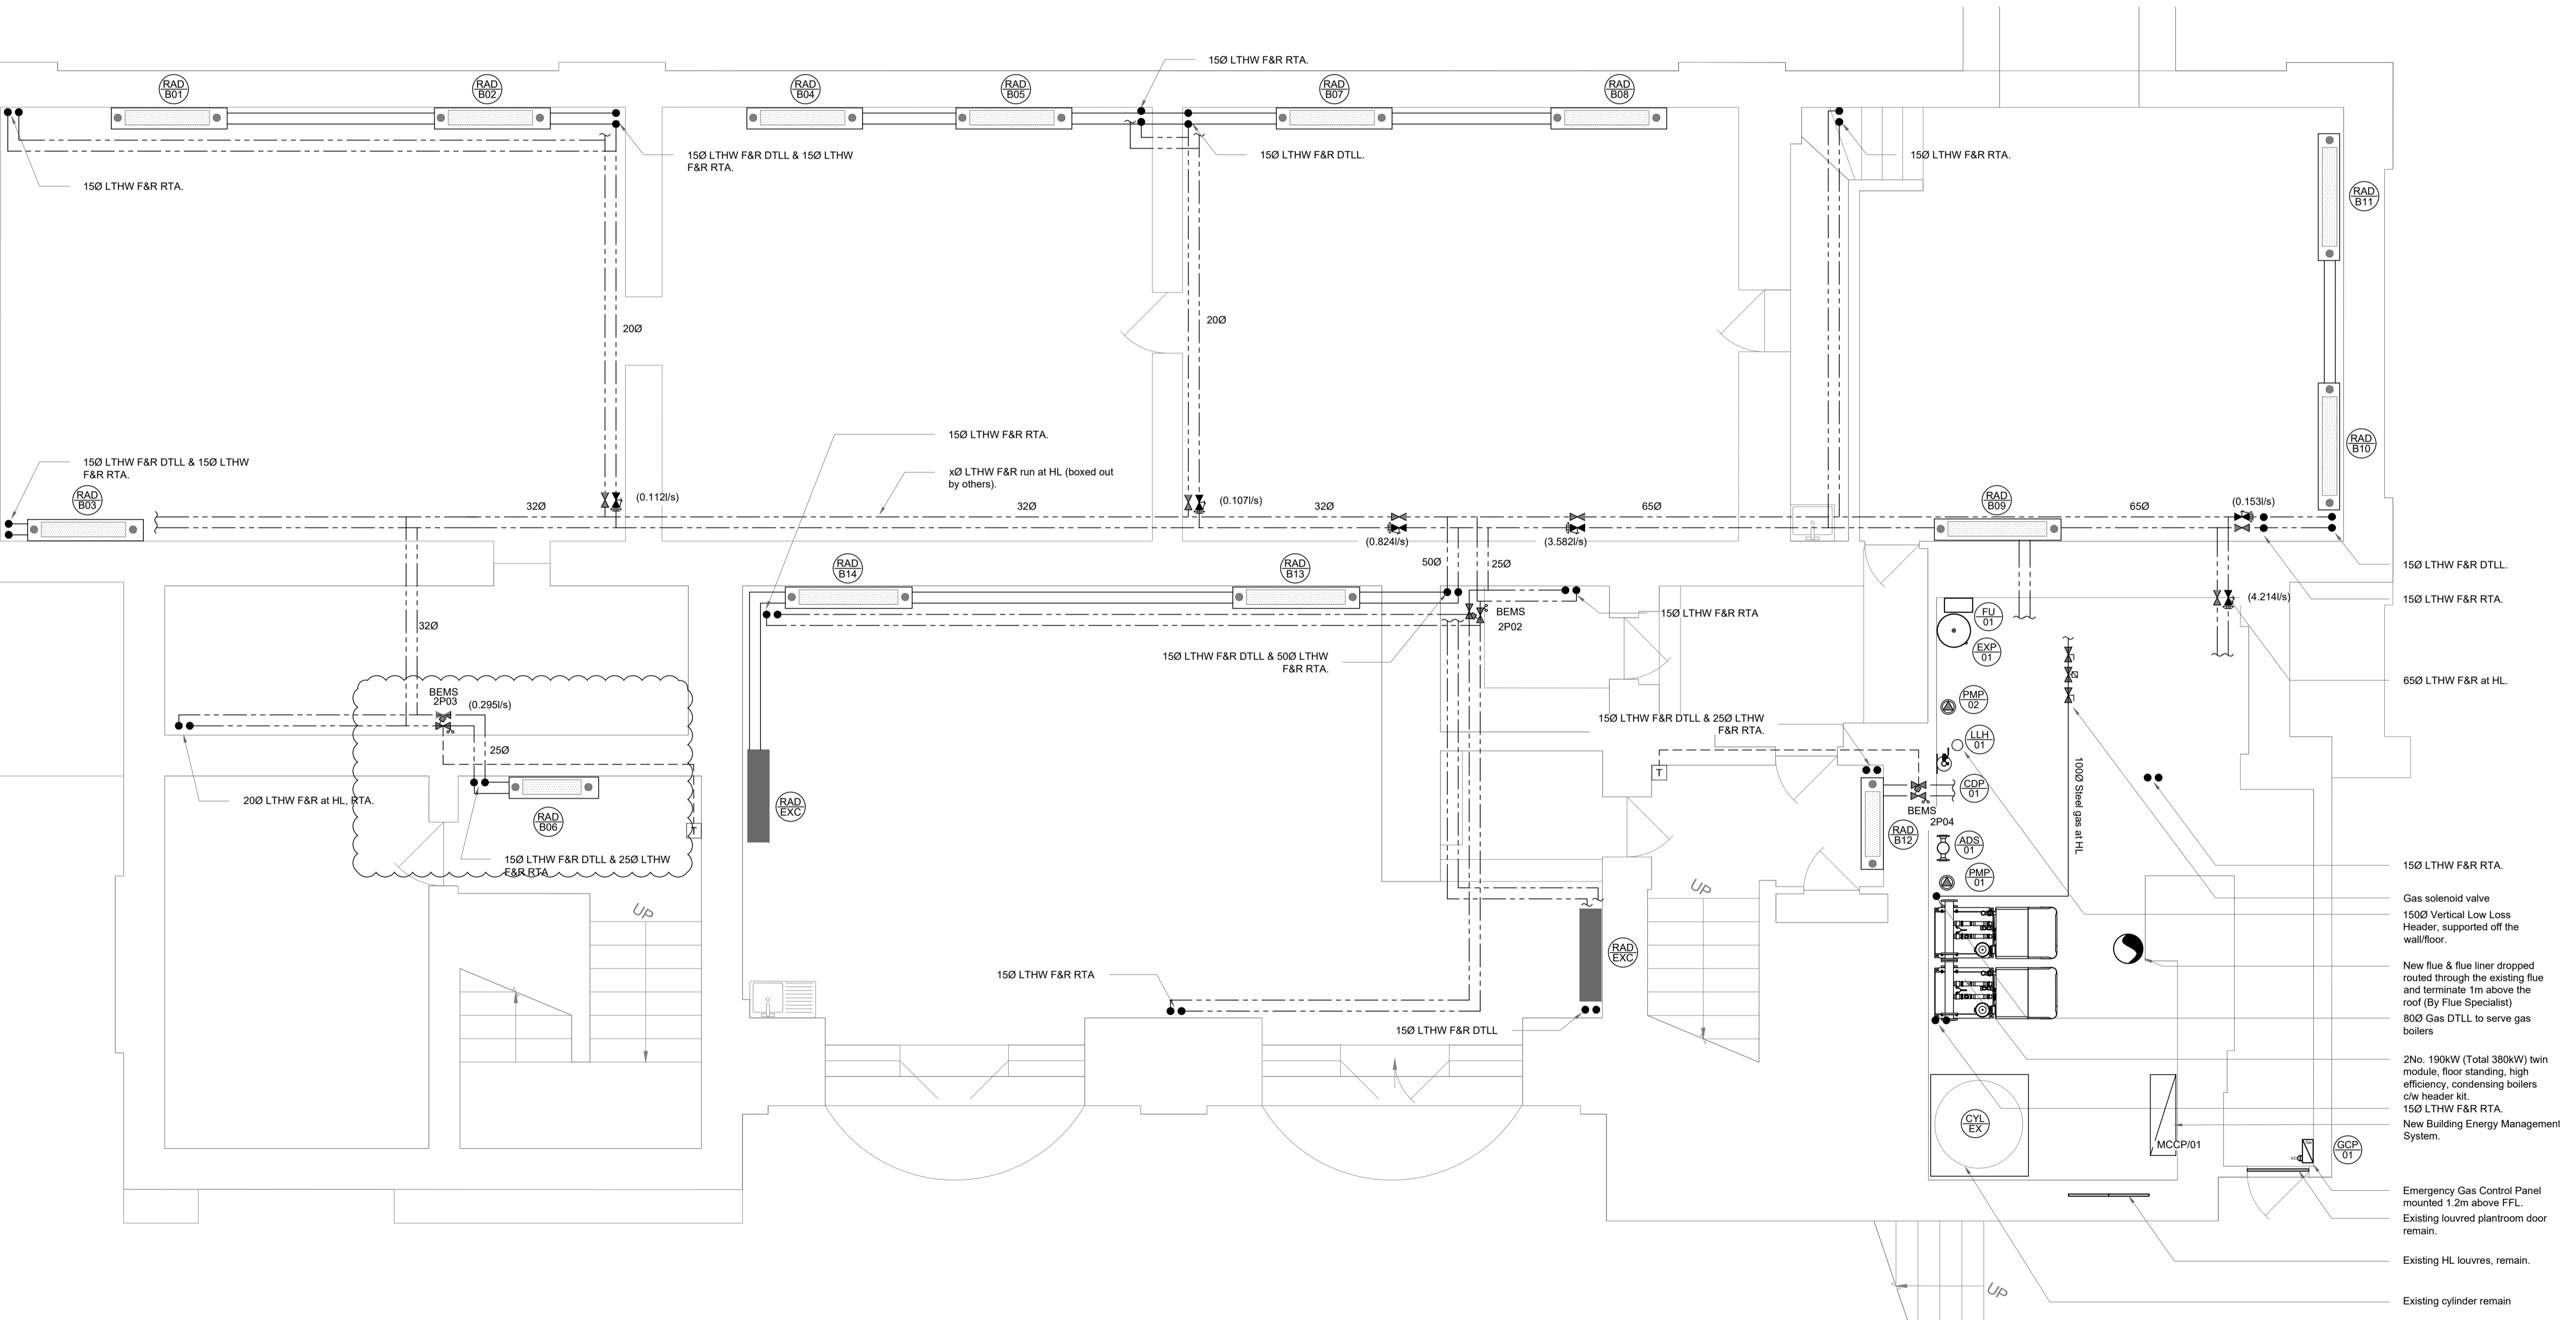 15Ø LTHW F&R RTA.
RAD
B01
RAD
B02
RAD
B04
RAD
B05
RAD
B07
RAD
B08
15Ø LTHW F&R DTLL & 15Ø LTHW
F&R RTA.
15Ø LTHW F&R DTLL.
15Ø LTHW F&R RTA.
15Ø LTHW F&R RTA.
RAD
B11
20Ø
20Ø
15Ø LTHW F&R RTA.
RAD
B10
15Ø LTHW F&R DTLL & 15Ø LTHW
F&R RTA.
xØ LTHW F&R run at HL (boxed out
by others).
RAD
B03
(0.112l/s)
(0.107l/s)
RAD
B09
(0.153l/s)
32Ø
32Ø
32Ø
65Ø
65Ø
(0.824l/s)
(3.582l/s)
50Ø
25Ø
15Ø LTHW F&R DTLL.
RAD
B14
RAD
B13
15Ø LTHW F&R RTA.
(4.214l/s)
BEMS
2P02
15Ø LTHW F&R RTA
FU
01
32Ø
EXP
01
15Ø LTHW F&R DTLL & 50Ø LTHW
F&R RTA.
65Ø LTHW F&R at HL.
BEMS
2P03
(0.295l/s)
PMP
02
15Ø LTHW F&R DTLL & 25Ø LTHW
F&R RTA.
25Ø
LLH
01
T
CDP
01
20Ø LTHW F&R at HL, RTA.
RAD
EXC
100Ø Steel gas at HL
BEMS
2P04
RAD
B06
T
RAD
B12
ADS
01
15Ø LTHW F&R DTLL & 25Ø LTHW
F&R RTA
15Ø LTHW F&R RTA.
PMP
01
UP
UP
Gas solenoid valve
150Ø Vertical Low Loss
Header, supported off the
wall/floor.
RAD
EXC
15Ø LTHW F&R RTA
New flue & flue liner dropped
routed through the existing flue
and terminate 1m above the
roof (By Flue Specialist)
15Ø LTHW F&R DTLL
80Ø Gas DTLL to serve gas
boilers
2No. 190kW (Total 380kW) twin
module, floor standing, high
efficiency, condensing boilers
c/w header kit.
15Ø LTHW F&R RTA.
New Building Energy Management
System.
CYL
EX
MCCP/01
GCP
01
Emergency Gas Control Panel
mounted 1.2m above FFL.
Existing louvred plantroom door
remain.
Existing HL louvres, remain.
UP
Existing cylinder remain